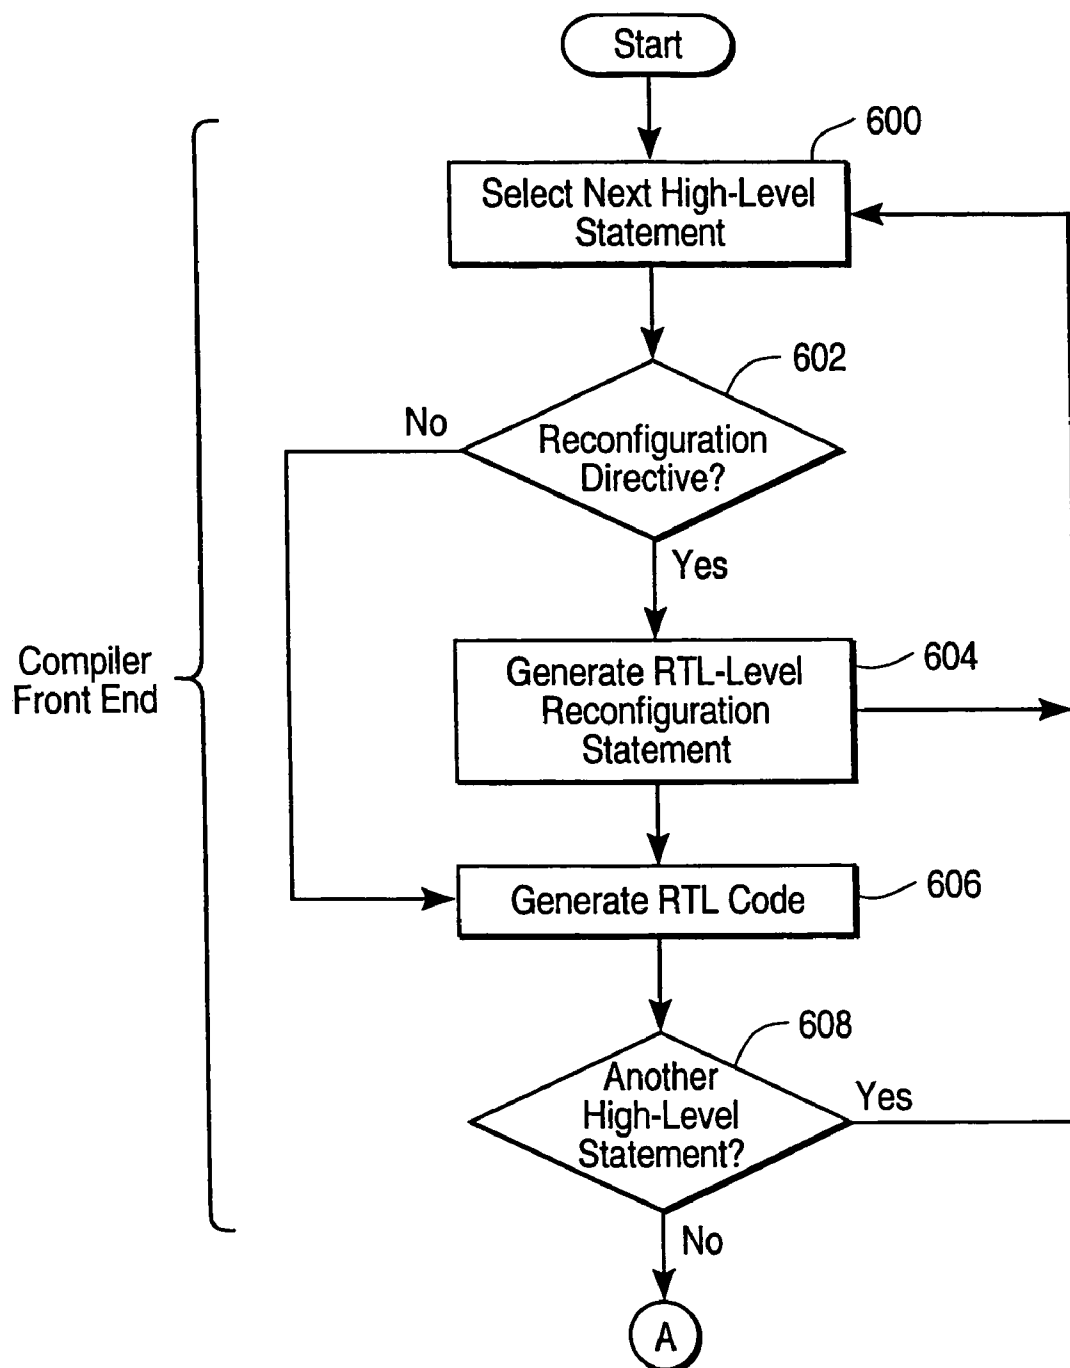 Start
600
Select Next High-Level
Statement
602
No
Reconfiguration
Directive?
Yes
Compiler
Front End
Generate RTL-Level
Reconfiguration
Statement
604
Generate RTL Code
606
608
Another
High-Level
Statement?
Yes
No
A